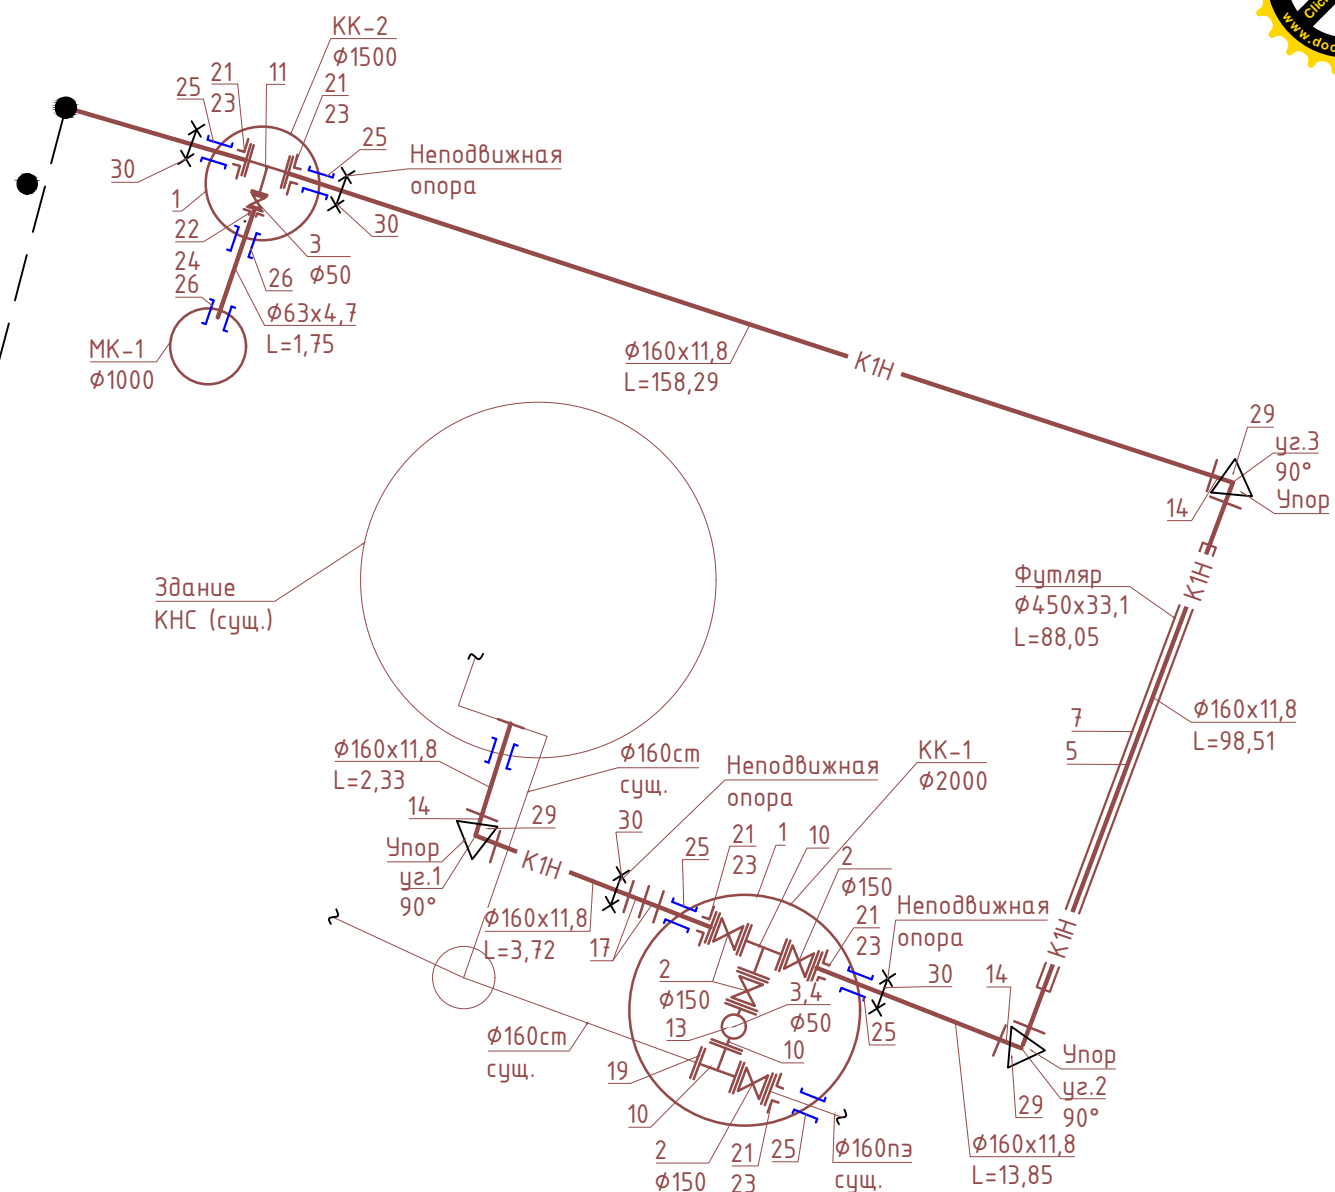 КК-2
Ф1500
21
23
11
21
23
25
25
Неподвижная
опора
30
30
1
22
24
26
3
Ф50
26
Ф63х4,7
L=1,75
МК-1
Ф1000
Ф160х11,8
L=158,29
К1Н
29
уг.3
90°
Упор
14
К1Н
Футляр
Ф450х33,1
L=88,05
Здание
КНС (сущ.)
7
5
Ф160х11,8
L=98,51
Ф160х11,8
L=2,33
Ф160ст
сущ.
14
29
Неподвижная
опора
КК-1
Ф2000
Упор
уг.1
90°
К1Н
30
25
21
23
1
10
2
Ф150
21
23
Неподвижная
опора
К1Н
Ф160х11,8
L=3,72
17
2
Ф150
3,4
Ф50
13
10
30
25
14
Ф160ст
сущ.
19
10
Упор
уг.2
90°
29
2
Ф150
21
23
25
Ф160пэ
сущ.
Ф160х11,8
L=13,85
Click
www.doc